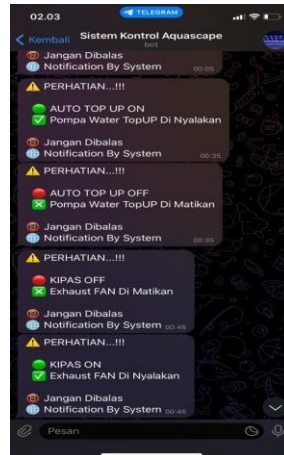 02.03
TELEGRAM
Kembali
Sistem Kontrol Aquascape
bot
Jangan Dibalas
Notification By System 00:05
PERHATIAN...!!!
AUTO TOP UP ON
Pompa Water TopUP Di Nyalakan
Jangan Dibalas
Notification By System 00:35
PERHATIAN...!!!
AUTO TOP UP OFF
Pompa Water TopUP Di Matikan
Jangan Dibalas
Notification By System 00:35
PERHATIAN...!!!
KIPAS OFF
Exhaust FAN Di Matikan
Jangan Dibalas
Notification By System 00:46
PERHATIAN...!!!
KIPAS ON
Exhaust FAN Di Nyalakan
Jangan Dibalas
Notification By System 00:46
Pesan